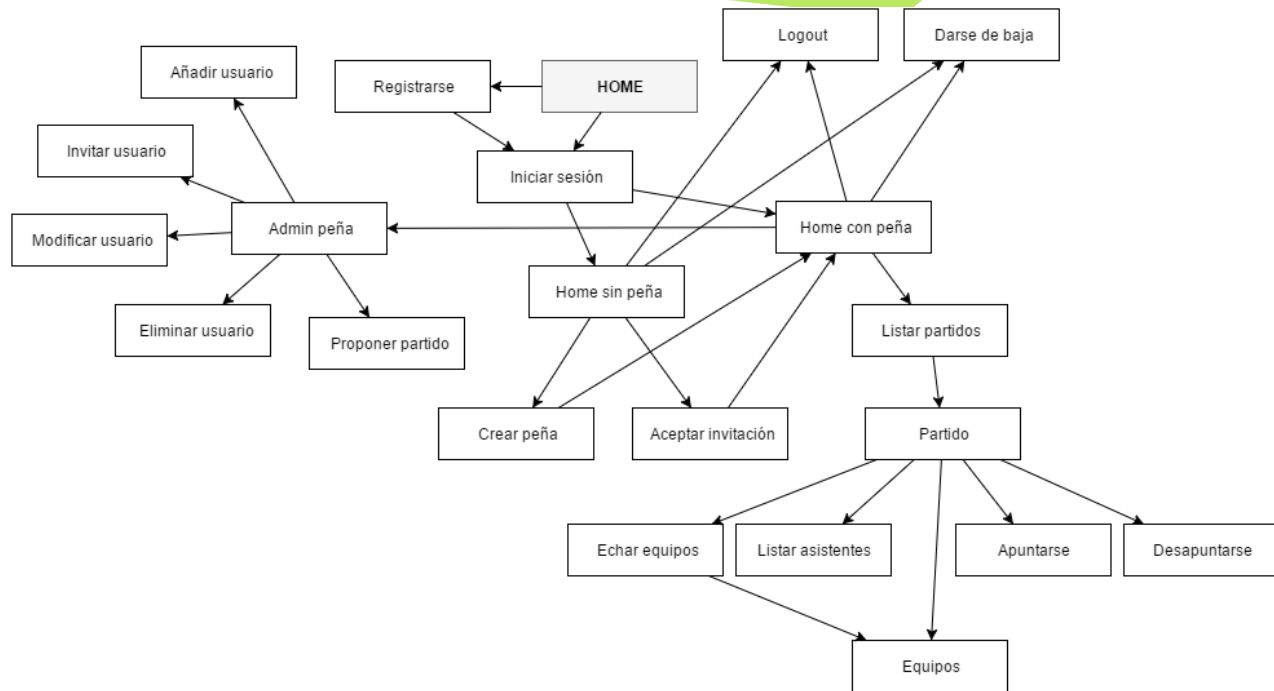 Logout
Darse de baja
Añadir usuario
Registrarse
HOME
Invitar usuario
Iniciar sesión
Modificar usuario
Admin peña
Home con peña
Home sin peña
Eliminar usuario
Proponer partido
Listar partidos
Crear peña
Aceptar invitación
Partido
Echar equipos
Listar asistentes
Apuntarse
Desapuntarse
Equipos